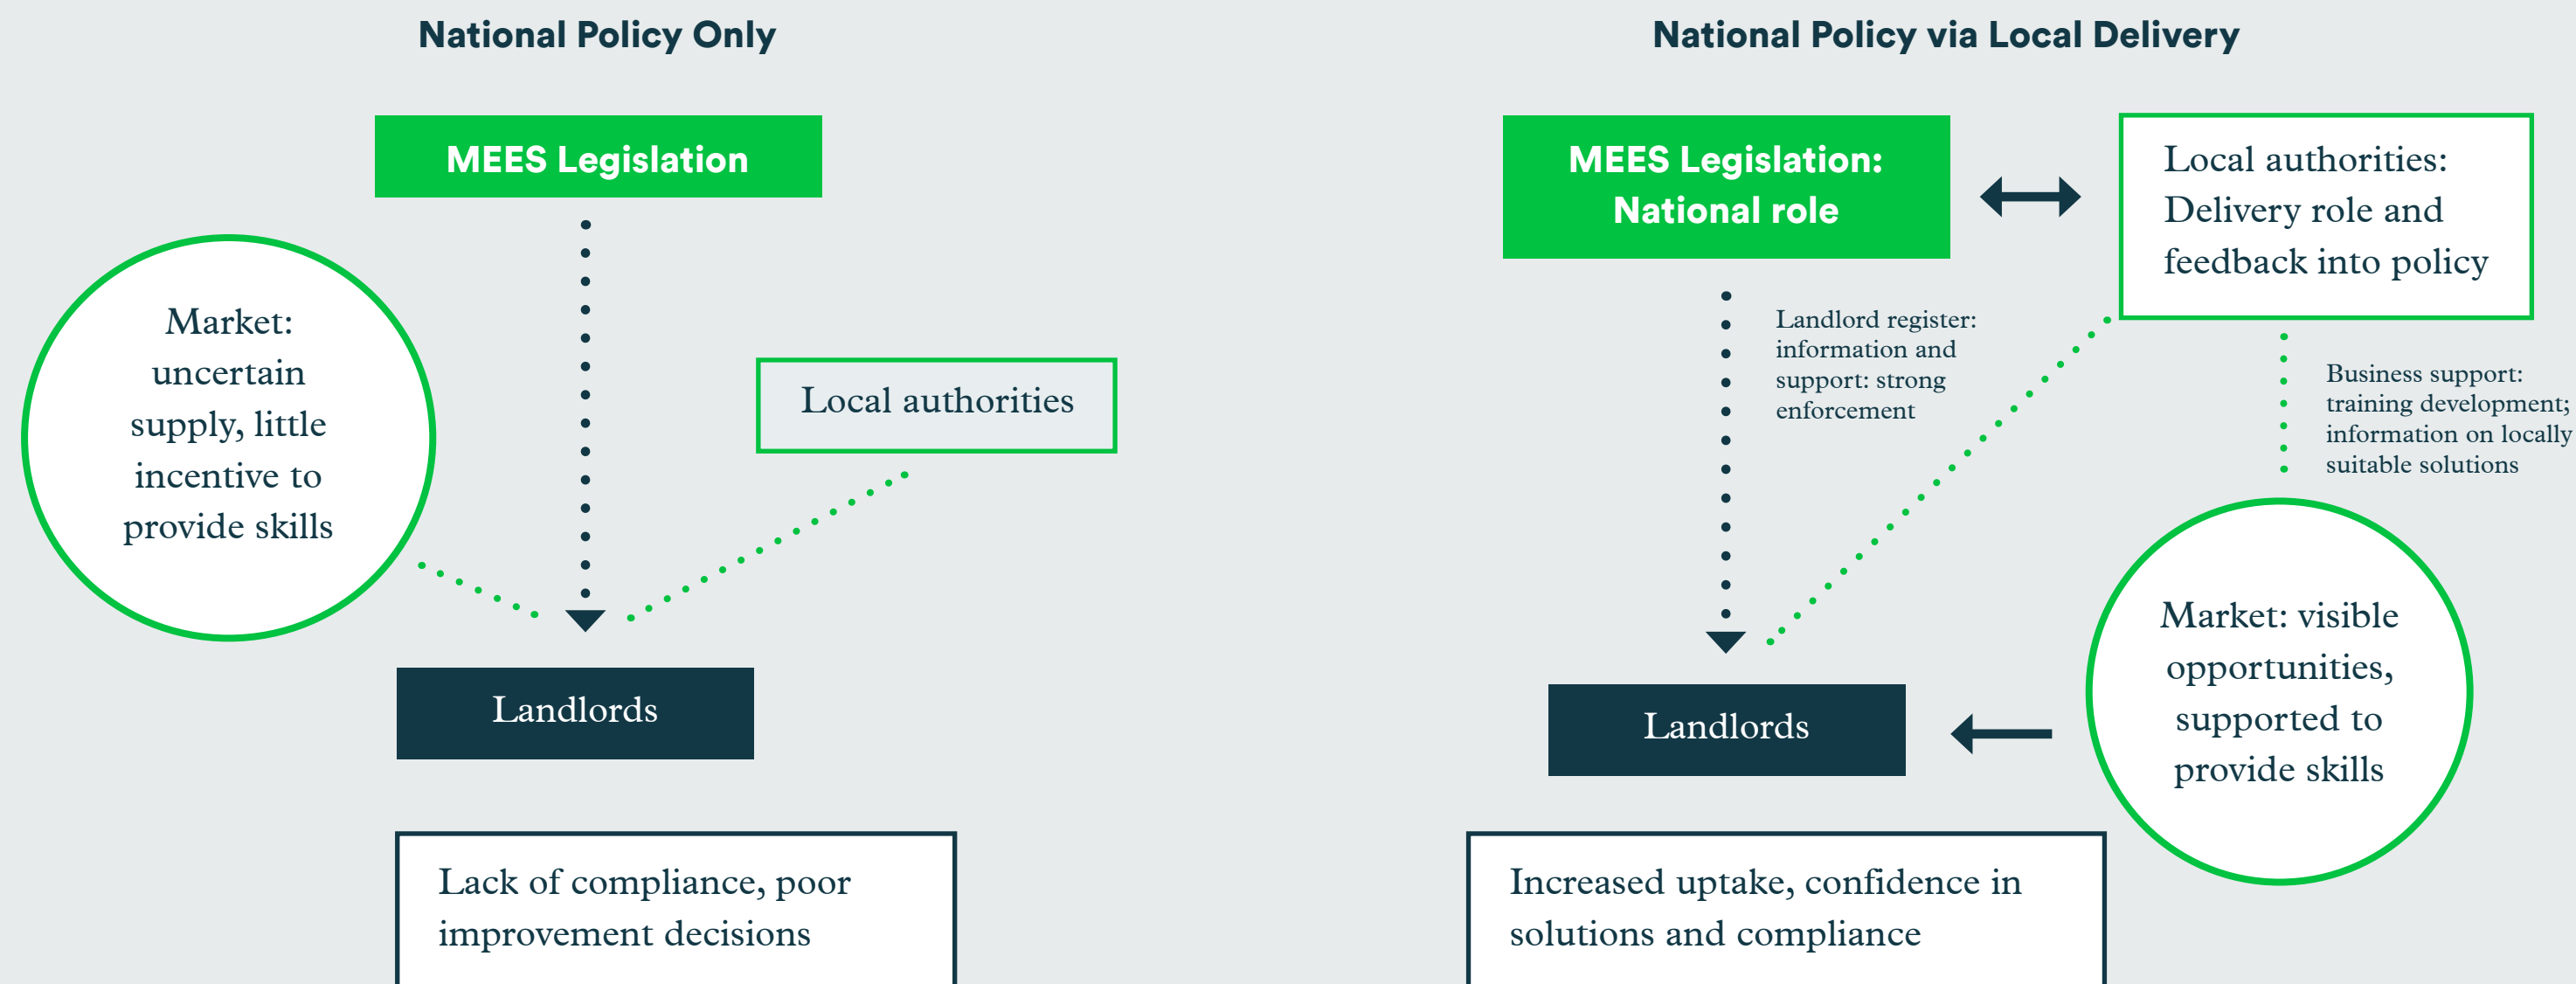 National Policy Only
MEES Legislation
Market:
uncertain
supply, little
incentive to
provide skills
Local authorities
Landlords
Lack of compliance, poor
improvement decisions
National Policy via Local Delivery
MEES Legislation:
National role
Local authorities:
Delivery role and
feedback into policy
Landlord register:
information and
support: strong
enforcement
Business support:
training development;
information on locally
suitable solutions
Market: visible
opportunities,
supported to
provide skills
Landlords
Increased uptake, confidence in
solutions and compliance